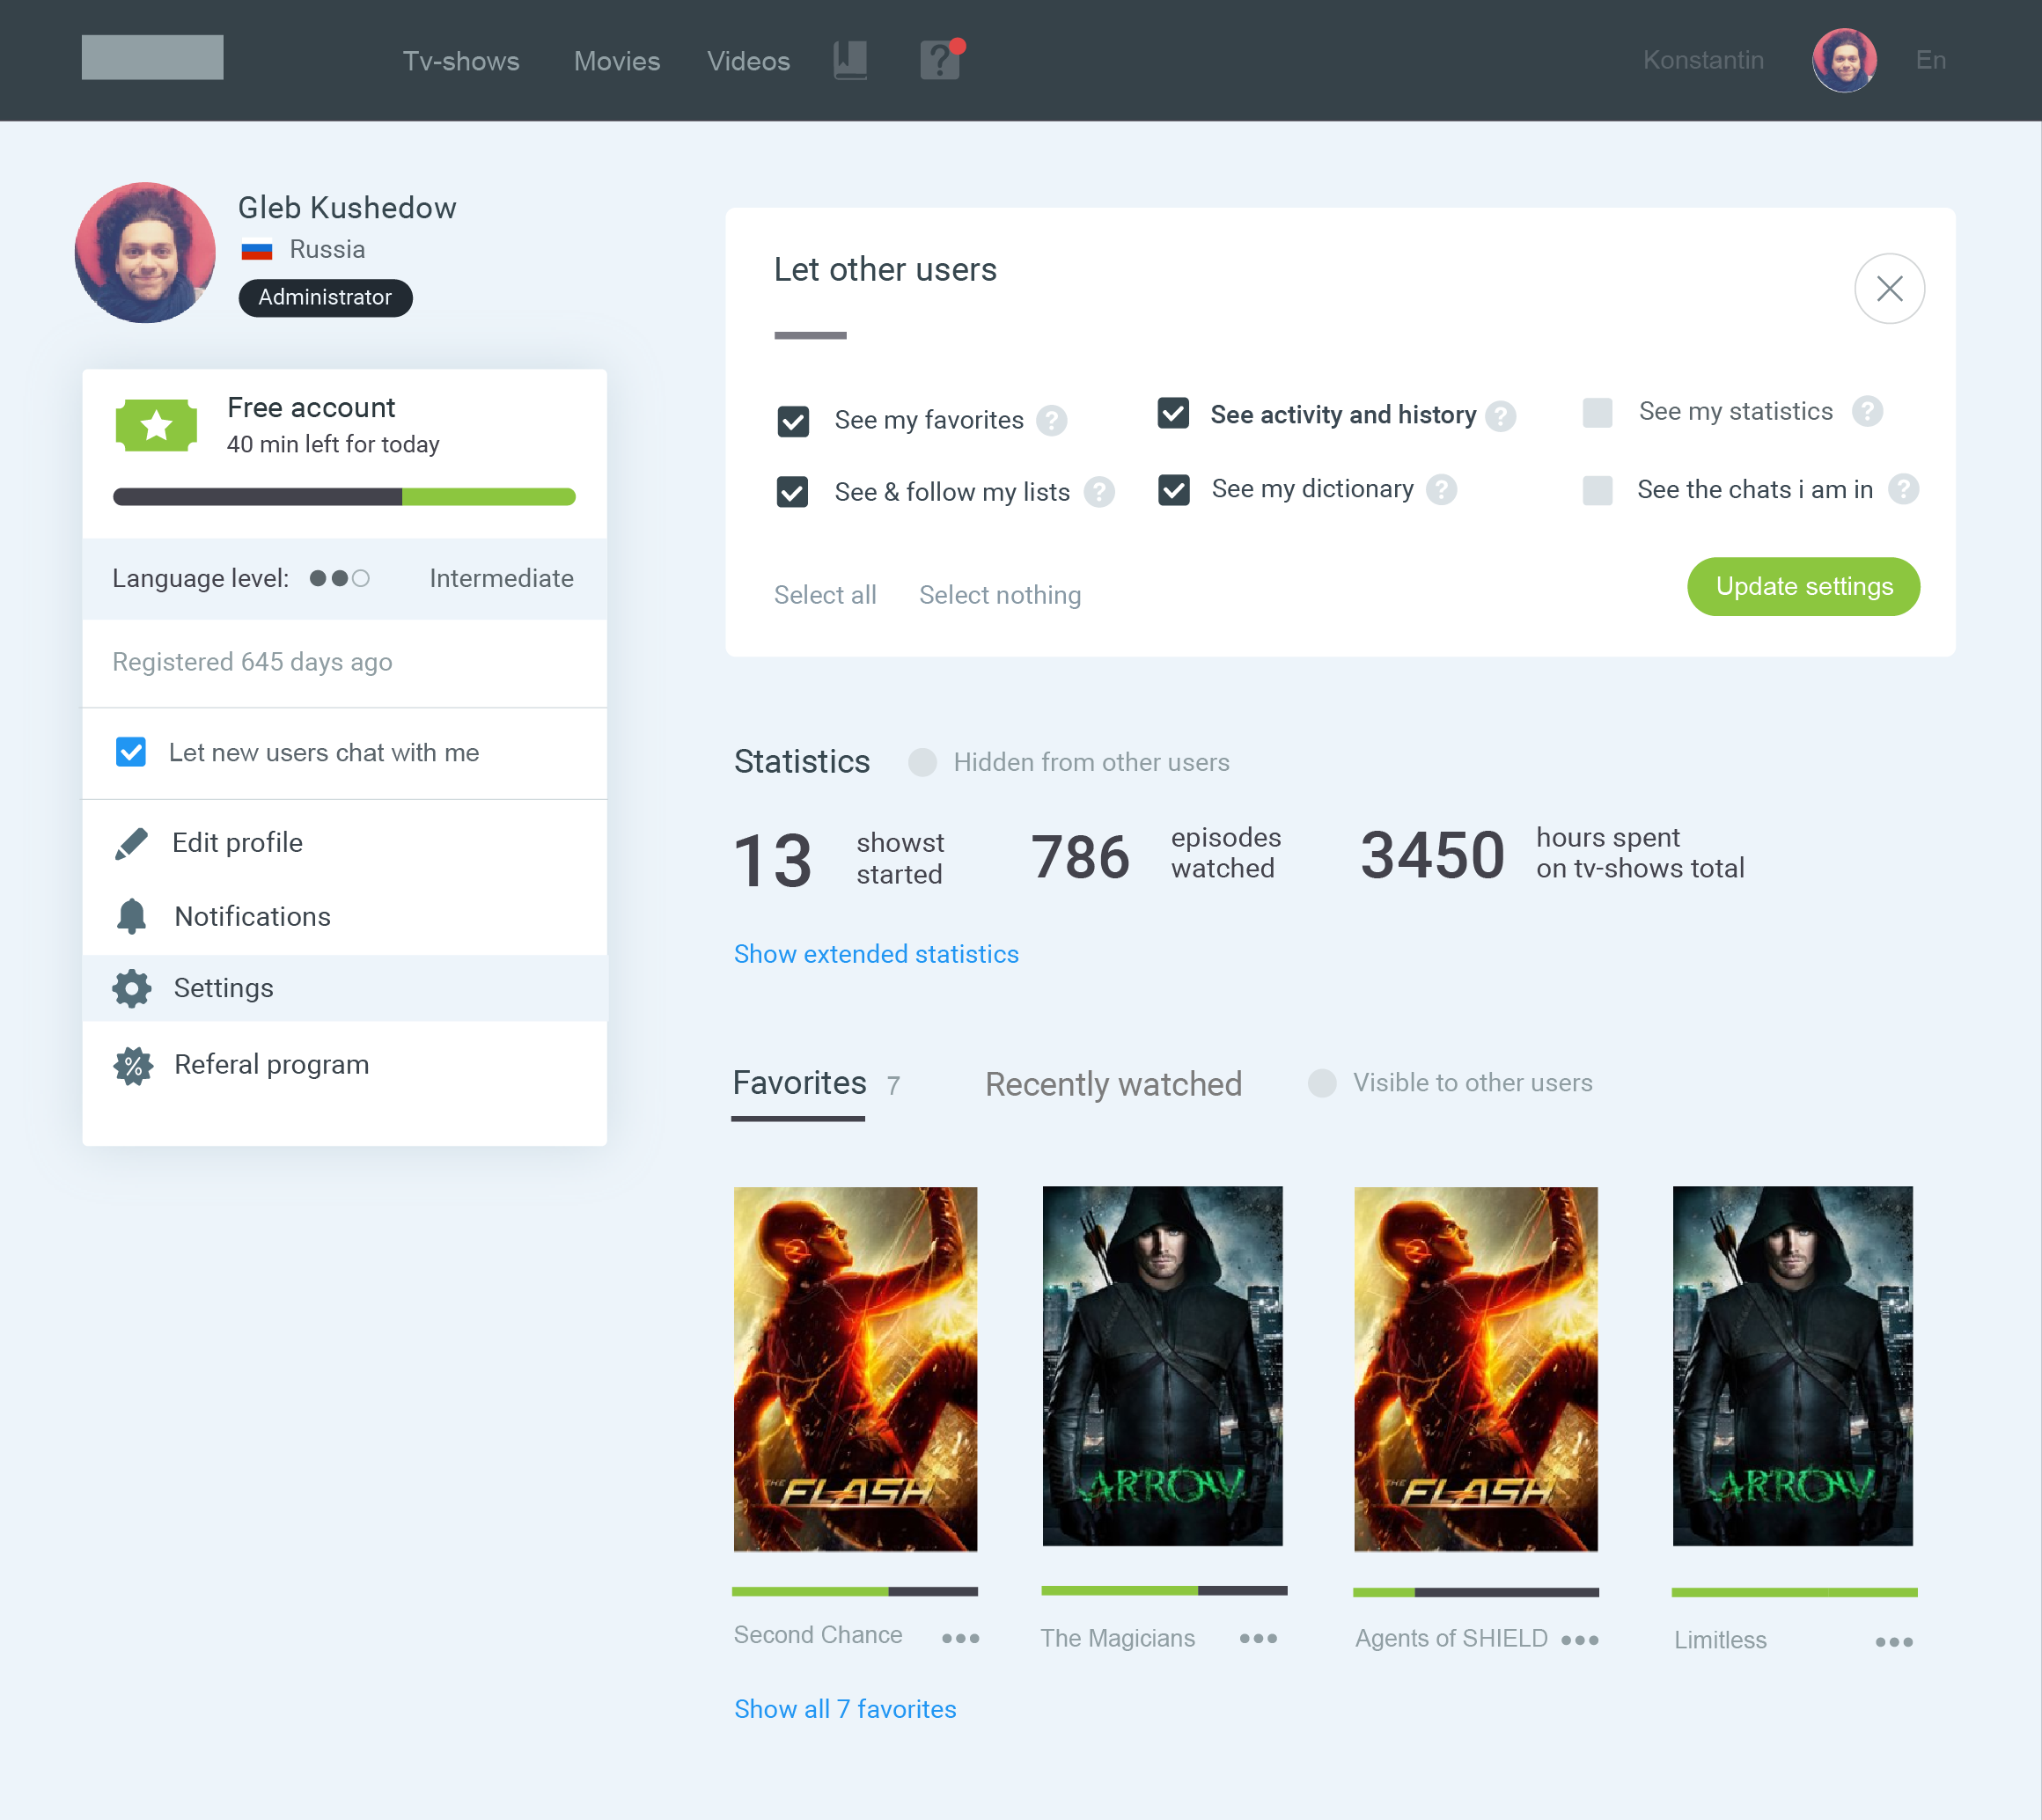 Tv-shows Movies Videos ? Konstantin En
Gleb Kushedow
Russia
Administrator
Free account
40 min left for today
Language level: Intermediate
Registered 645 days ago
Let new users chat with me
Edit profile
Notifications
Settings
% Referal program
Let other users
See my favorites ? See activity and history ? See my statistics ?
See & follow my lists ? See my dictionary ? See the chats i am in ?
Select all Select nothing Update settings
Statistics Hidden from other users
13 showst started
786 episodes watched
3450 hours spent on tv-shows total
Show extended statistics
Favorites 7 Recently watched Visible to other users
THE FLASH
ARROW
THE FLASH
ARROW
Second Chance The Magicians Agents of SHIELD Limitless
Show all 7 favorites